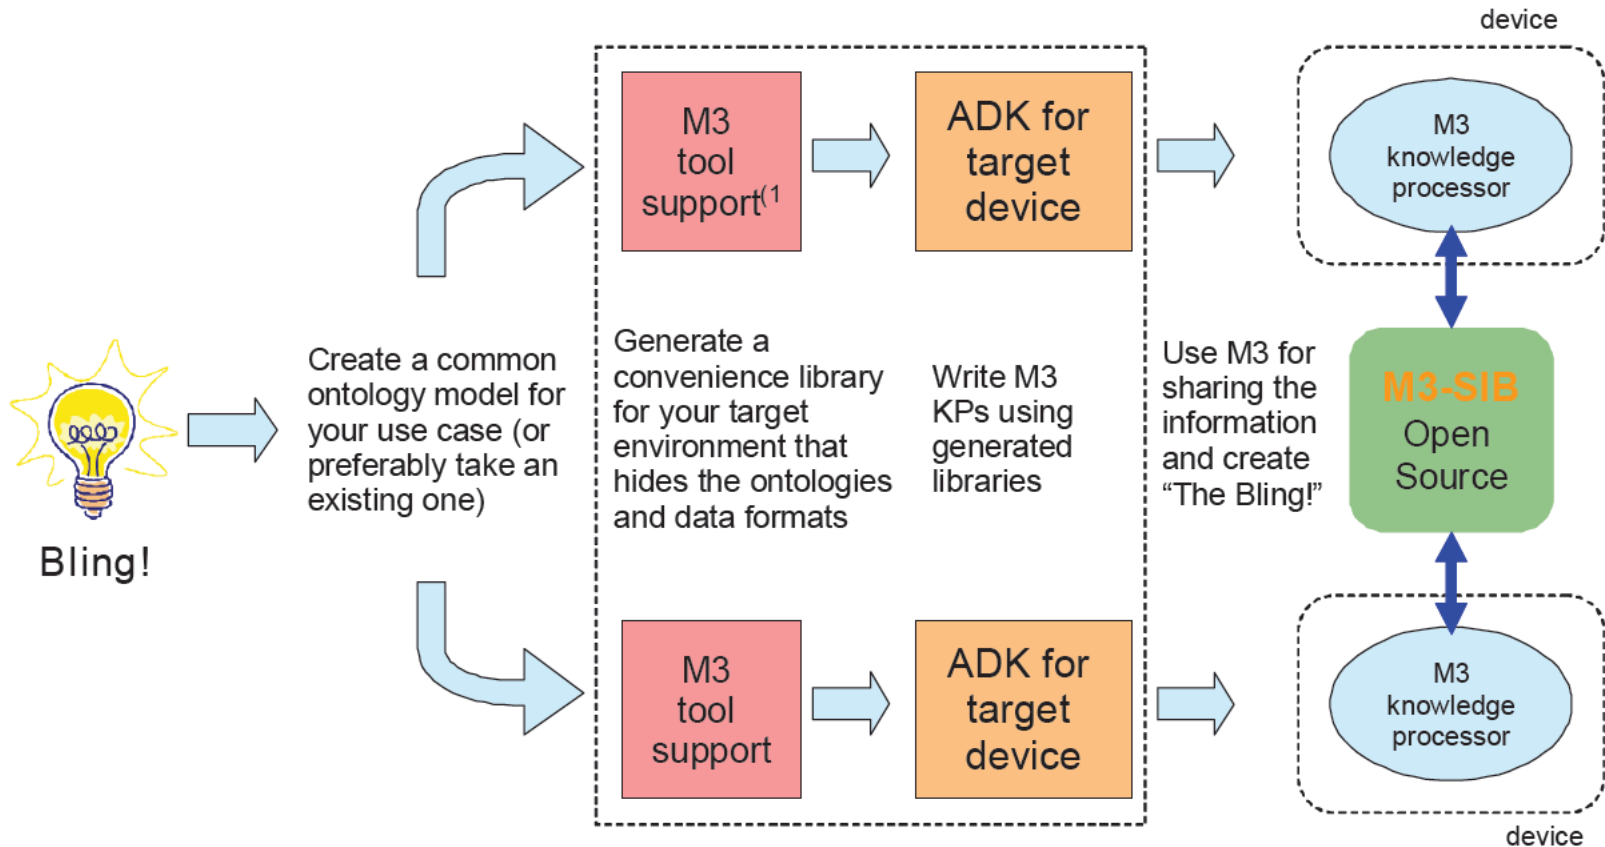 device
M3
tool
support(1
ADK for
target
device
M3
knowledge
processor
Bling!
Create a common
ontology model for
your use case (or
preferably take an
existing one)
Generate a
convenience library
for your target
environment that
hides the ontologies
and data formats
Write M3
KPs using
generated
libraries
Use M3 for
sharing the
information
and create
“The Bling!”
M3-SIB
Open
Source
M3
tool
support
ADK for
target
device
M3
knowledge
processor
device